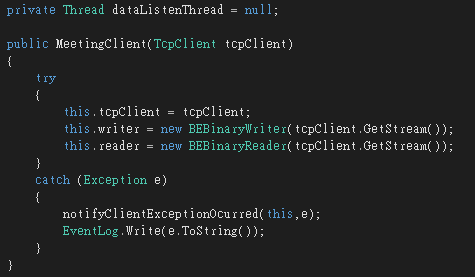 private Thread dataListenThread = null;
public MeetingClient(TcpClient tcpClient)
{
try
{
this.tcpClient = tcpClient;
this.writer = new BEBinaryWriter(tcpClient.GetStream());
this.reader = new BEBinaryReader(tcpClient.GetStream());
}
catch (Exception e)
{
notifyClientExceptionOcurred(this,e);
EventLog.Write(e.ToString());
}
}